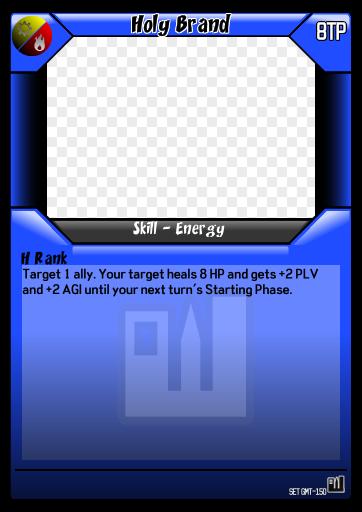 Holy Brand
8TP
Skill - Energy
H Rank
Target 1 ally. Your target heals 8 HP and gets +2 PLV
and +2 AGI until your next turn's Starting Phase.
SET GMT-150